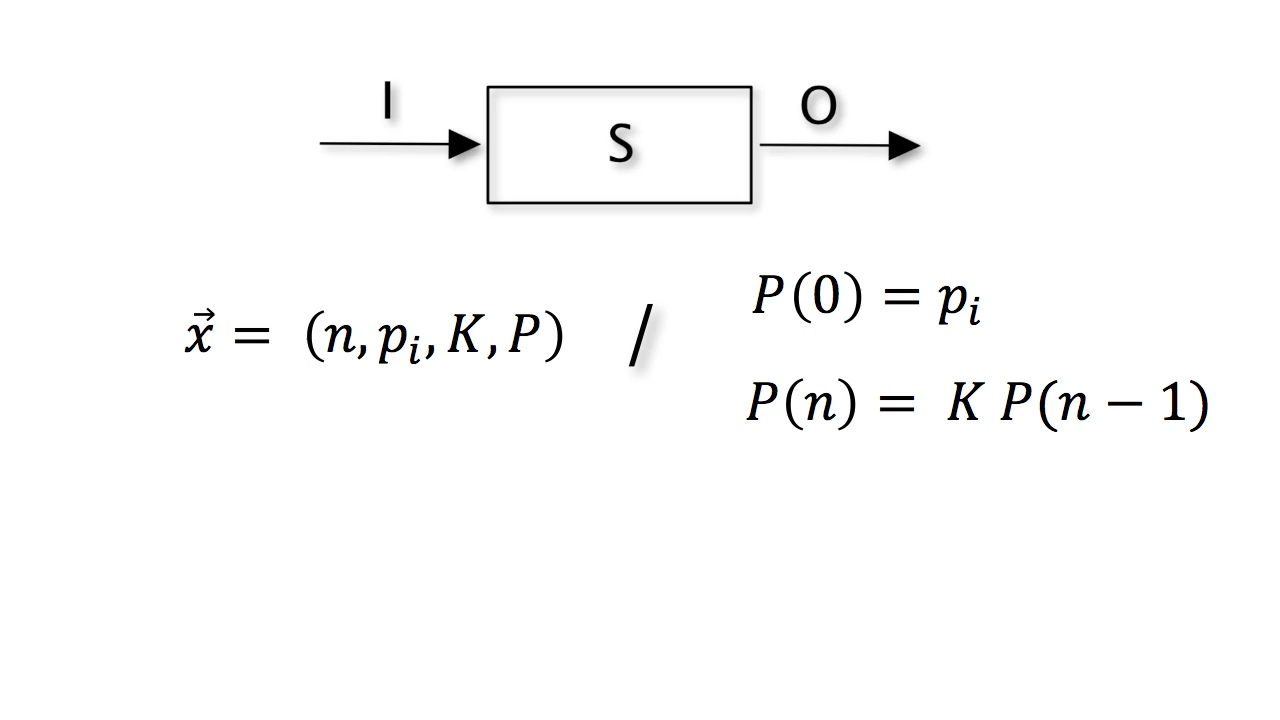 I
S
O
x⃗ = (n, pᵢ, K, P) /
P(0) = pᵢ
P(n) = K P(n − 1)